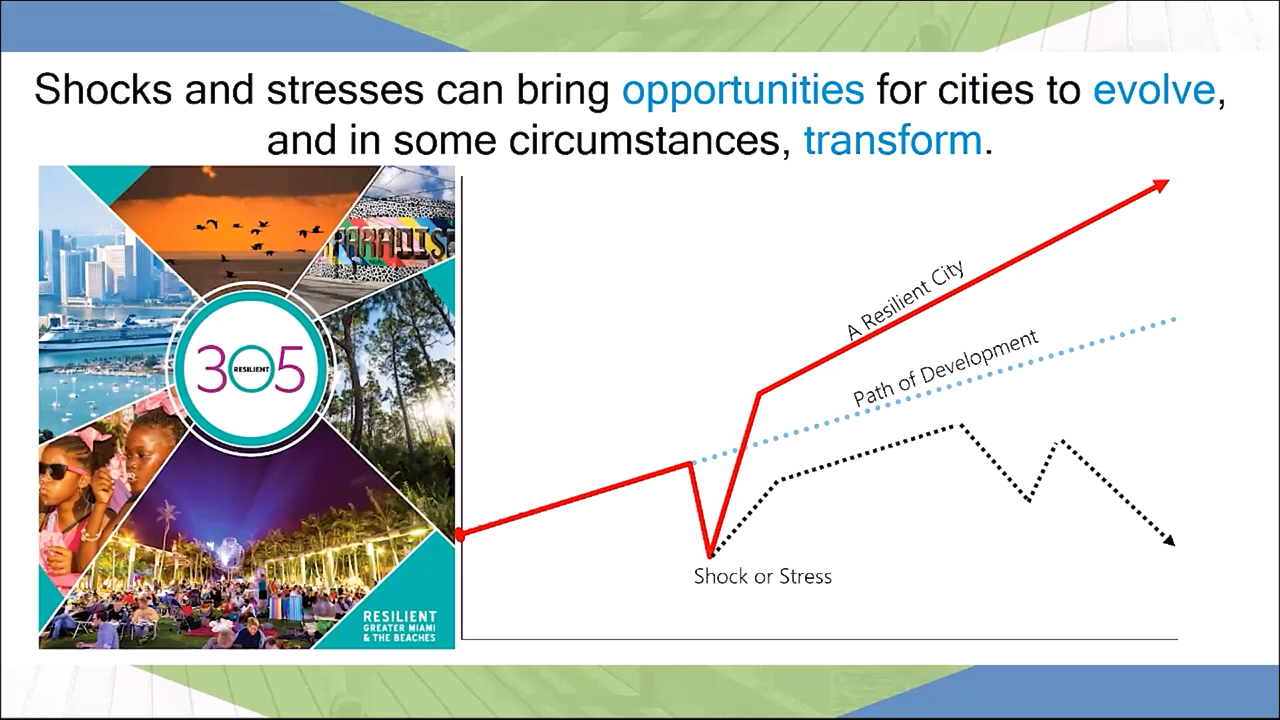 Shocks and stresses can bring opportunities for cities to evolve,
and in some circumstances, transform.
PARADIS
305
RESILIENT
RESILIENT
GREATER MIAMI
& THE BEACHES
A Resilient City
Path of Development
Shock or Stress